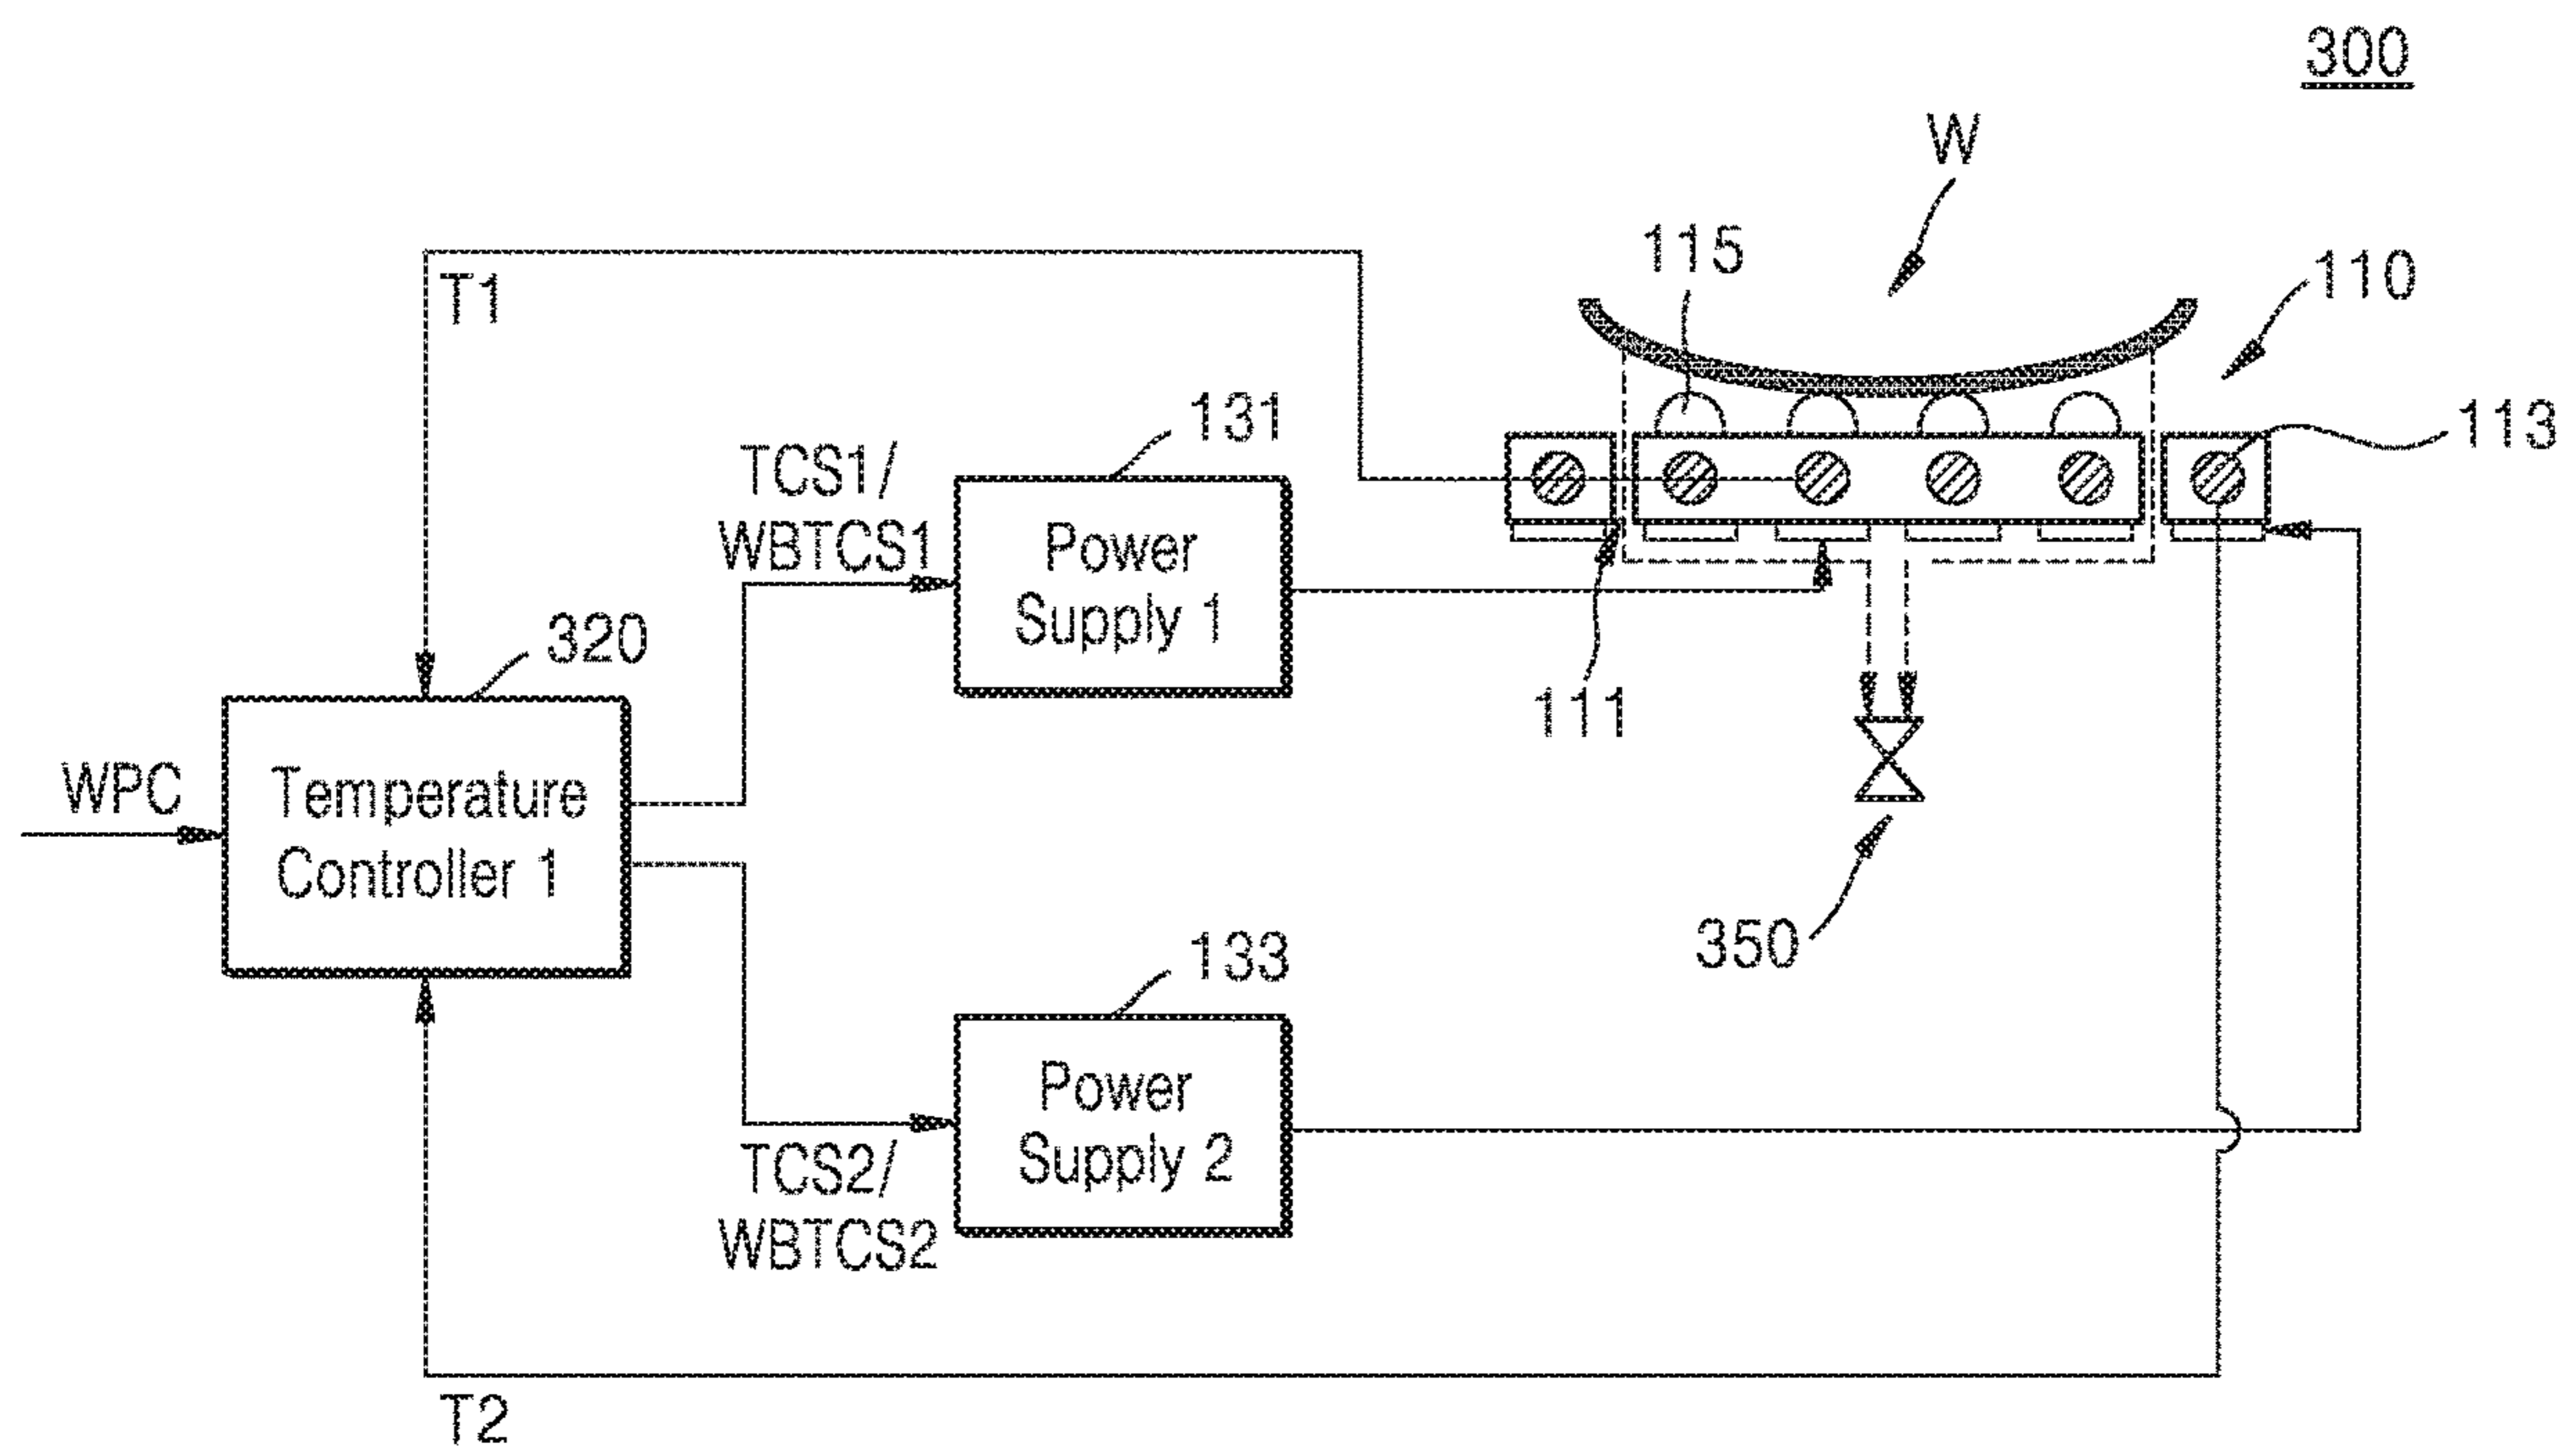 300
W
115
110
T1
131
113
TCS1/
WBTCS1
Power
Supply 1
320
111
WPC
Temperature
Controller 1
350
133
Power
Supply 2
TCS2/
WBTCS2
T2